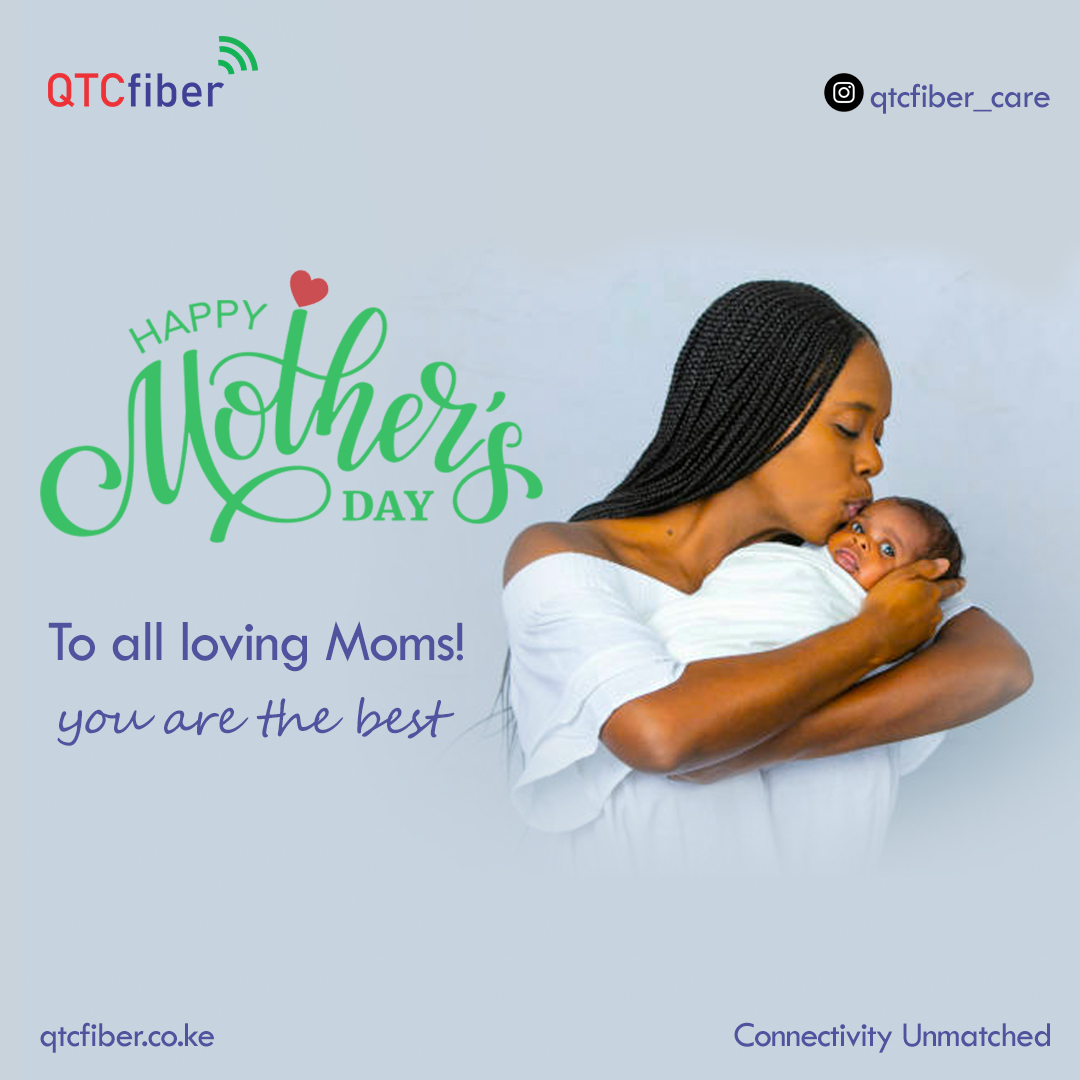 QTCfiber
qtcfiber_care
HAPPY
Mother's
DAY
To all loving Moms!
you are the best
qtcfiber.co.ke
Connectivity Unmatched